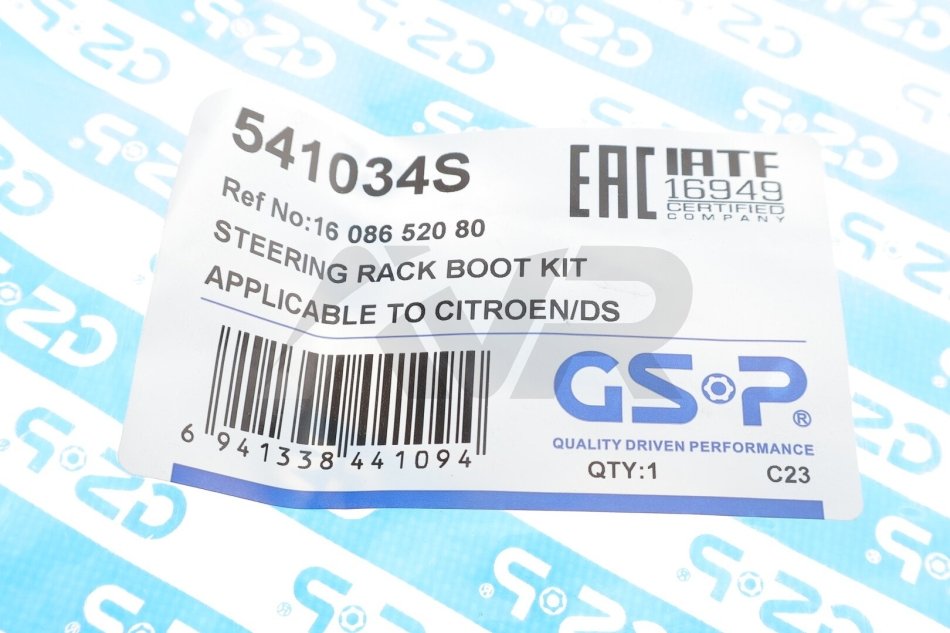 541034S
EAC IATF
16949
CERTIFIED
COMPANY
Ref No:16 086 520 80
STEERING RACK BOOT KIT
APPLICABLE TO CITROEN/DS
GSP®
6 941338 441094
QUALITY DRIVEN PERFORMANCE
QTY:1 C23